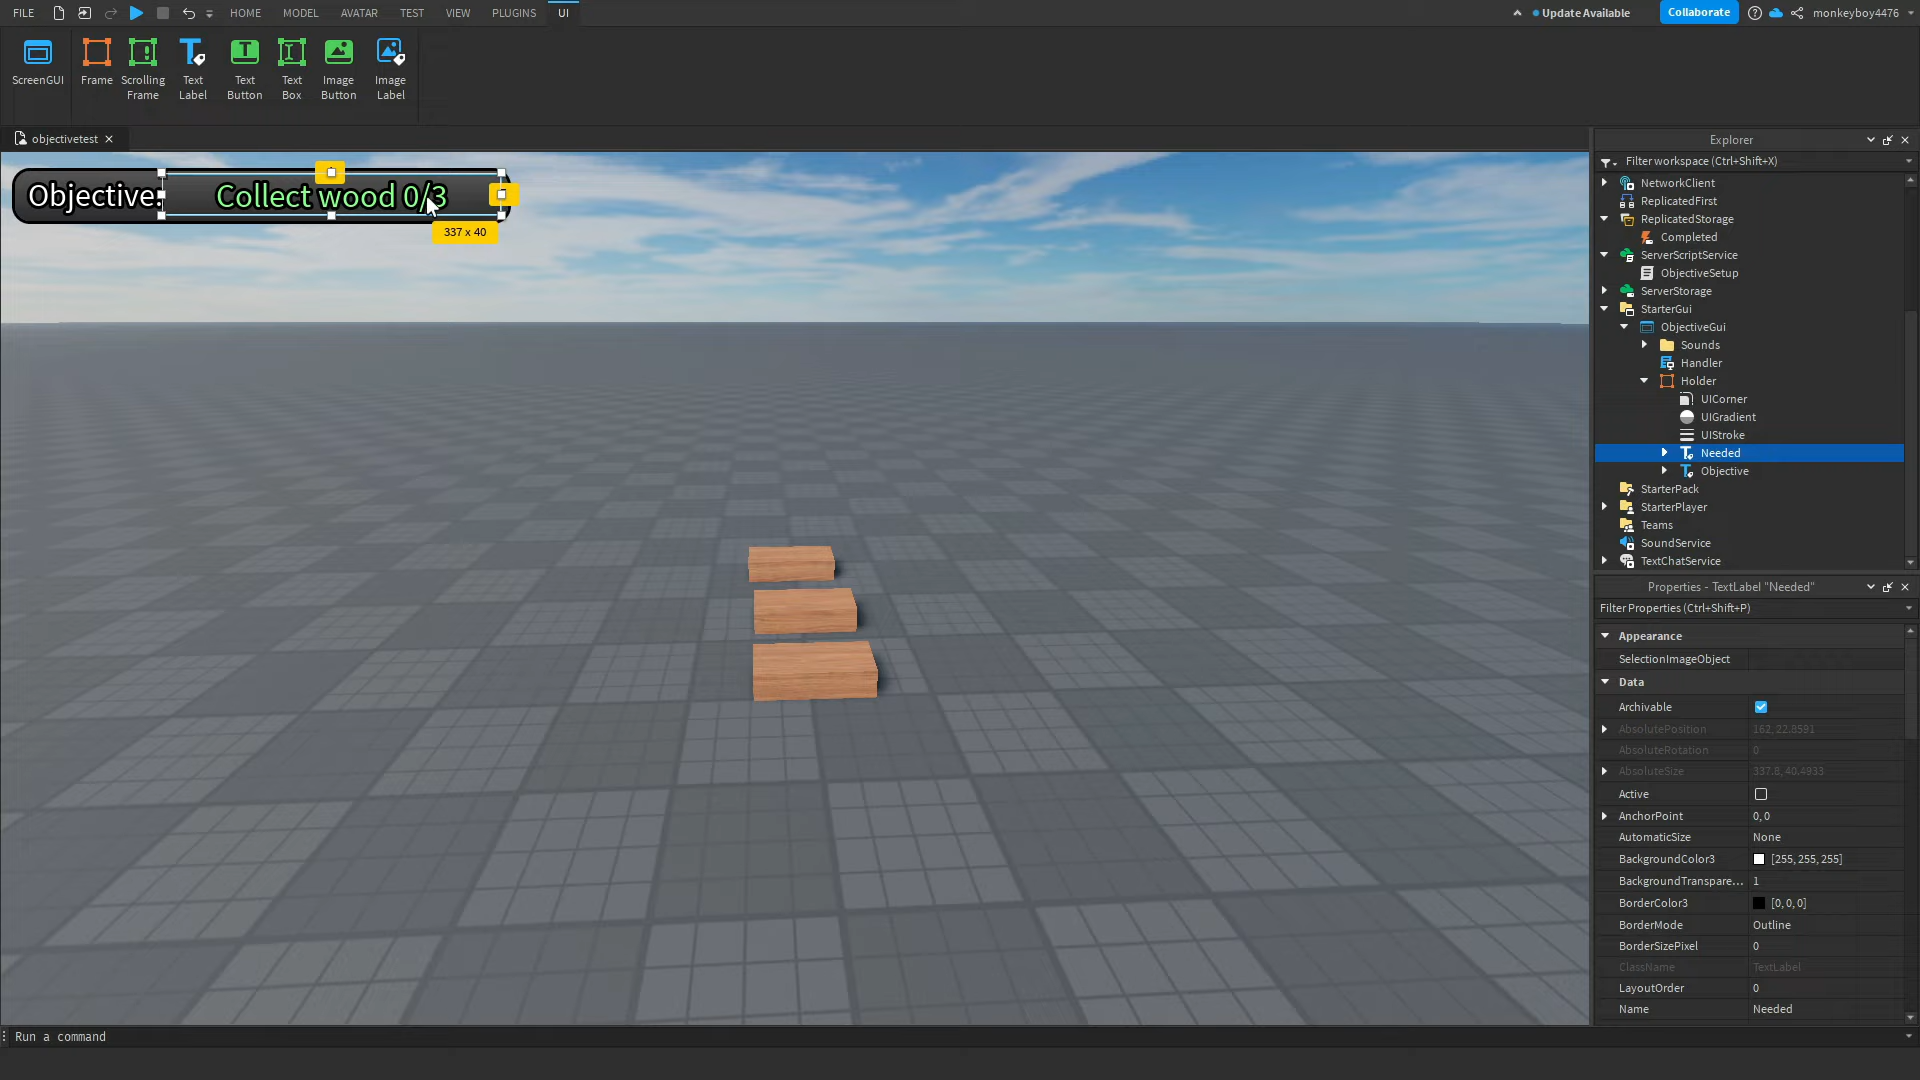 FILE HOME MODEL AVATAR TEST VIEW PLUGINS UI Update Available Collaborate monkeyboy4476
ScreenGUI
Frame
Scrolling Frame
Text Label
Text Button
Text Box
Image Button
Image Label
objectivetest
Objective: Collect wood 0/3
337 x 40
Explorer
Filter workspace (Ctrl+Shift+X)
NetworkClient
ReplicatedFirst
ReplicatedStorage
Completed
ServerScriptService
ObjectiveSetup
ServerStorage
StarterGui
ObjectiveGui
Sounds
Handler
Holder
UICorner
UIGradient
UIStroke
Needed
Objective
StarterPack
StarterPlayer
Teams
SoundService
TextChatService
Properties - TextLabel "Needed"
Filter Properties (Ctrl+Shift+P)
Appearance
SelectionImageObject
Data
Archivable
AbsolutePosition 162, 22.8591
AbsoluteRotation 0
AbsoluteSize 337.8, 40.4933
Active
AnchorPoint 0, 0
AutomaticSize None
BackgroundColor3 [255, 255, 255]
BackgroundTranspare... 1
BorderColor3 [0, 0, 0]
BorderMode Outline
BorderSizePixel 0
ClassName TextLabel
LayoutOrder 0
Name Needed
Run a command